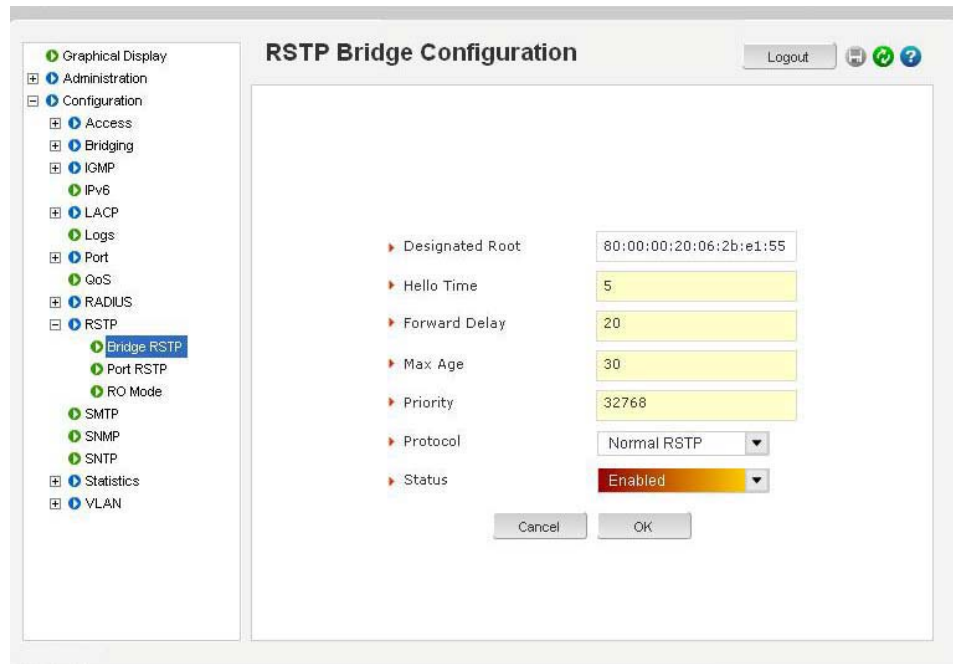 RSTP Bridge Configuration
Logout
Graphical Display
Administration
Configuration
Access
Bridging
IGMP
IPv6
LACP
Logs
Port
QoS
RADIUS
RSTP
Bridge RSTP
Port RSTP
RO Mode
SMTP
SNMP
SNTP
Statistics
VLAN
Designated Root 80:00:00:20:06:2b:e1:55
Hello Time 5
Forward Delay 20
Max Age 30
Priority 32768
Protocol Normal RSTP
Status Enabled
Cancel OK